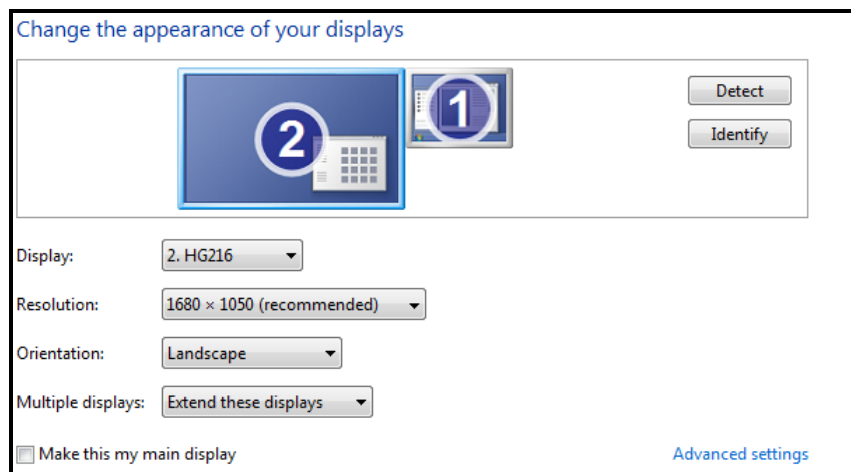 Change the appearance of your displays
2
1
Detect
Identify
Display:
2. HG216
Resolution:
1680 × 1050 (recommended)
Orientation:
Landscape
Multiple displays:
Extend these displays
Make this my main display
Advanced settings